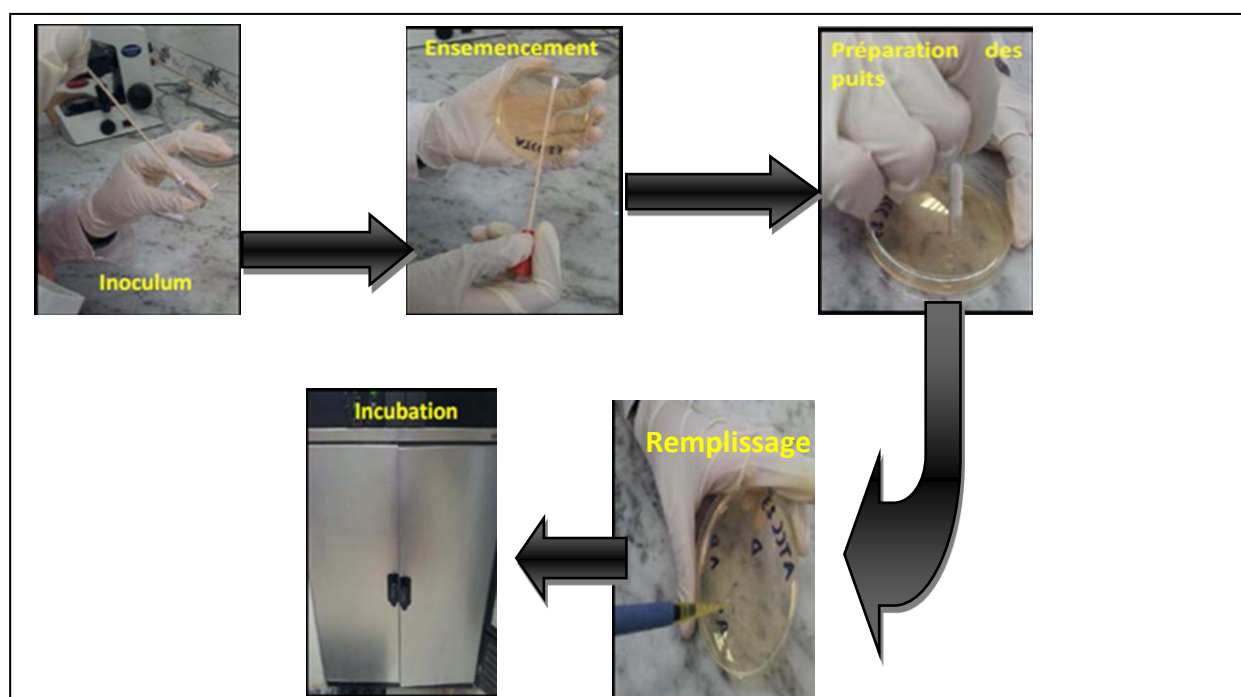 Inoculum
Ensemencement
Préparation des
puits
Remplissage
Incubation